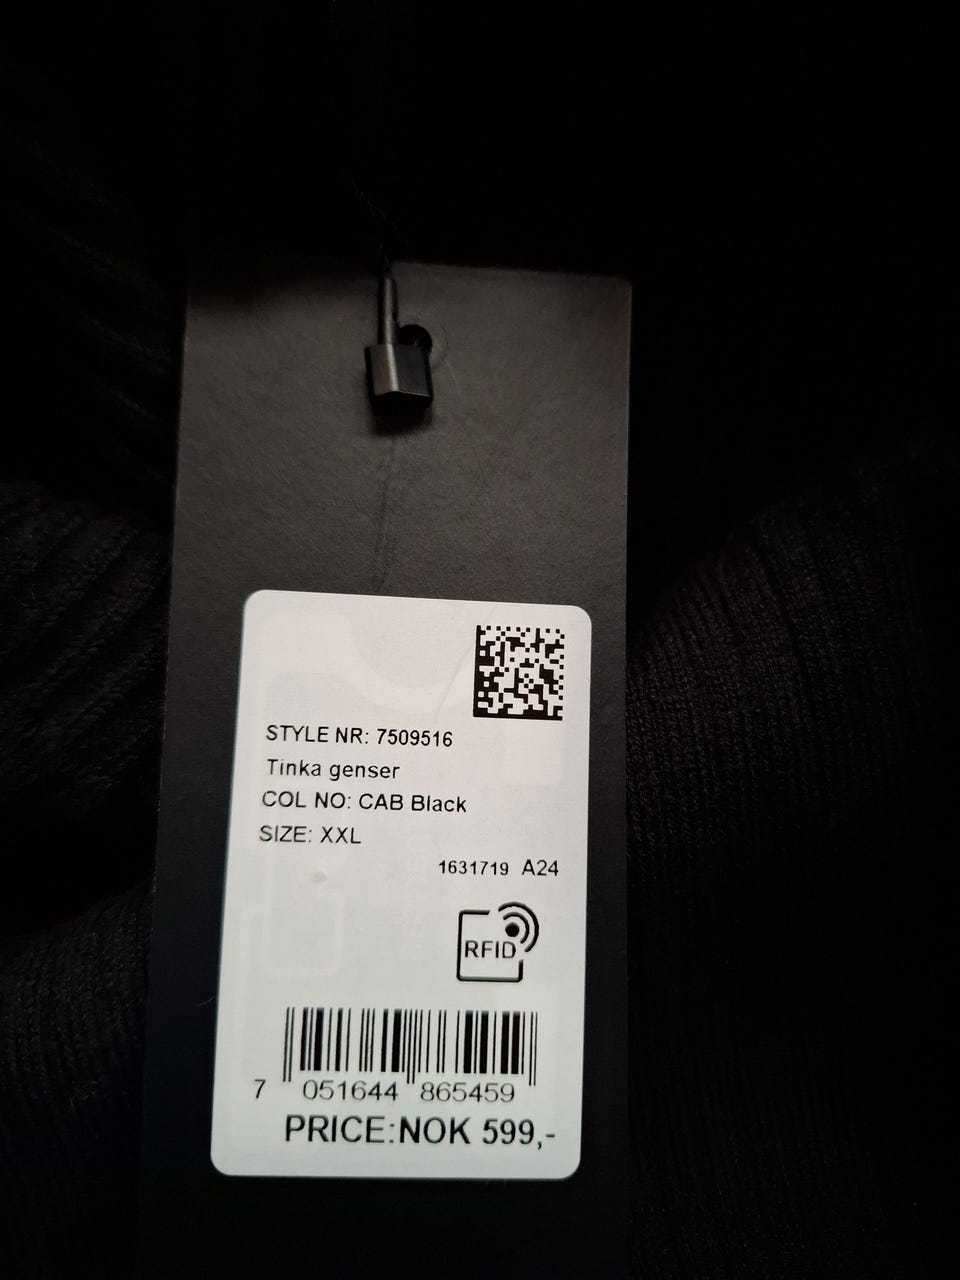 STYLE NR: 7509516
Tinka genser
COL NO: CAB Black
SIZE: XXL
1631719 A24
RFID
7 051644 865459
PRICE:NOK 599,-